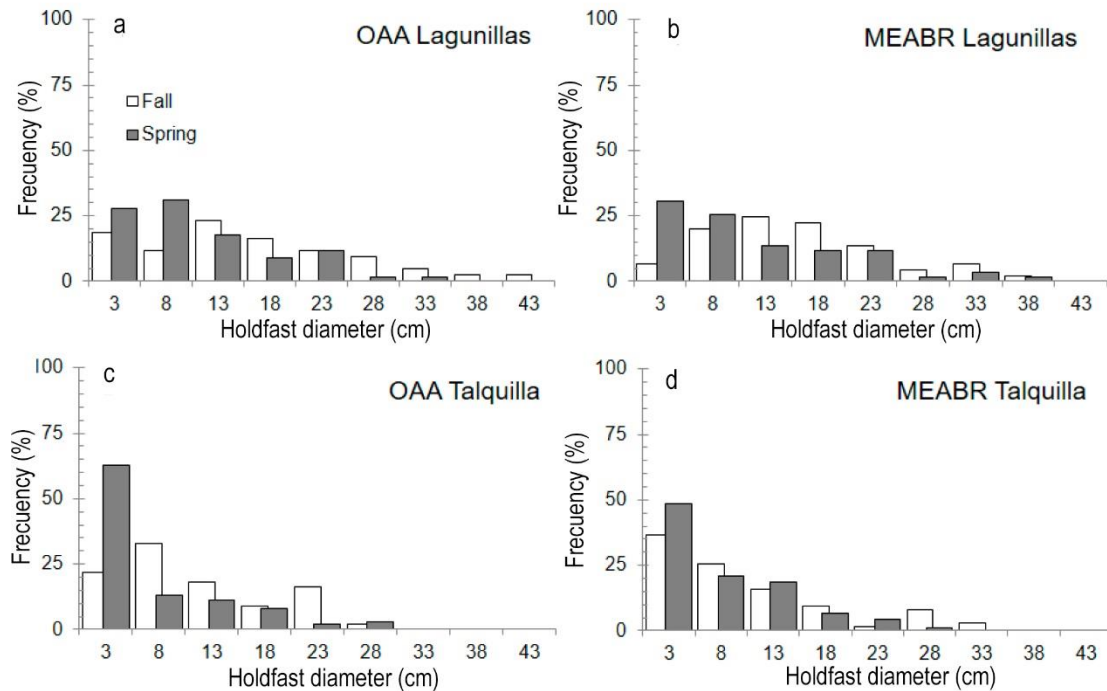 a
OAA Lagunillas
Fall
Spring
Frecuency (%)
100
75
50
25
0
3 8 13 18 23 28 33 38 43
Holdfast diameter (cm)
b
MEABR Lagunillas
Frecuency (%)
100
75
50
25
0
3 8 13 18 23 28 33 38 43
Holdfast diameter (cm)
c
OAA Talquilla
Frecuency (%)
100
75
50
25
0
3 8 13 18 23 28 33 38 43
Holdfast diameter (cm)
d
MEABR Talquilla
Frecuency (%)
100
75
50
25
0
3 8 13 18 23 28 33 38 43
Holdfast diameter (cm)